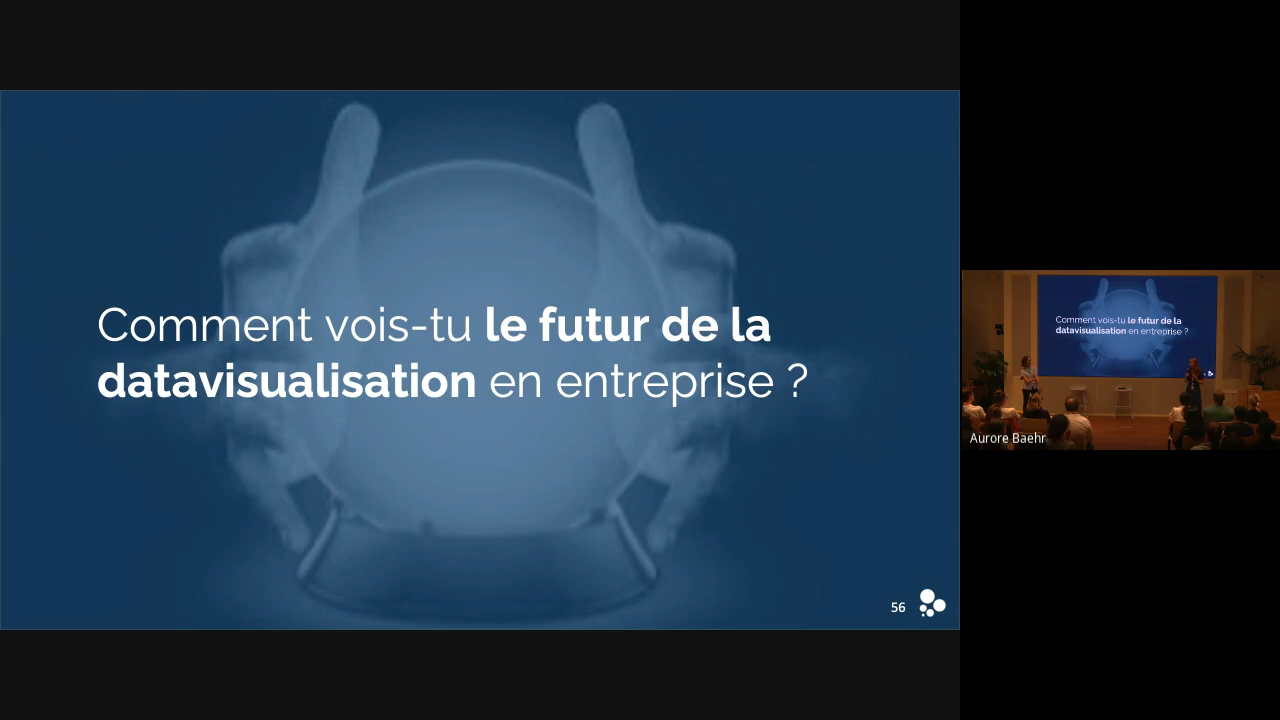 Comment vois-tu le futur de la
datavisualisation en entreprise ?
56
Comment vois-tu le futur de la
datavisualisation en entreprise ?
Aurore Baehr